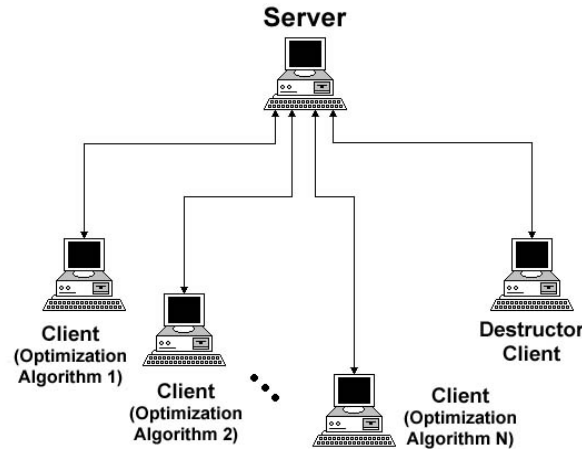 Server
Client
(Optimization
Algorithm 1)
Client
(Optimization
Algorithm 2)
Client
(Optimization
Algorithm N)
Destructor
Client